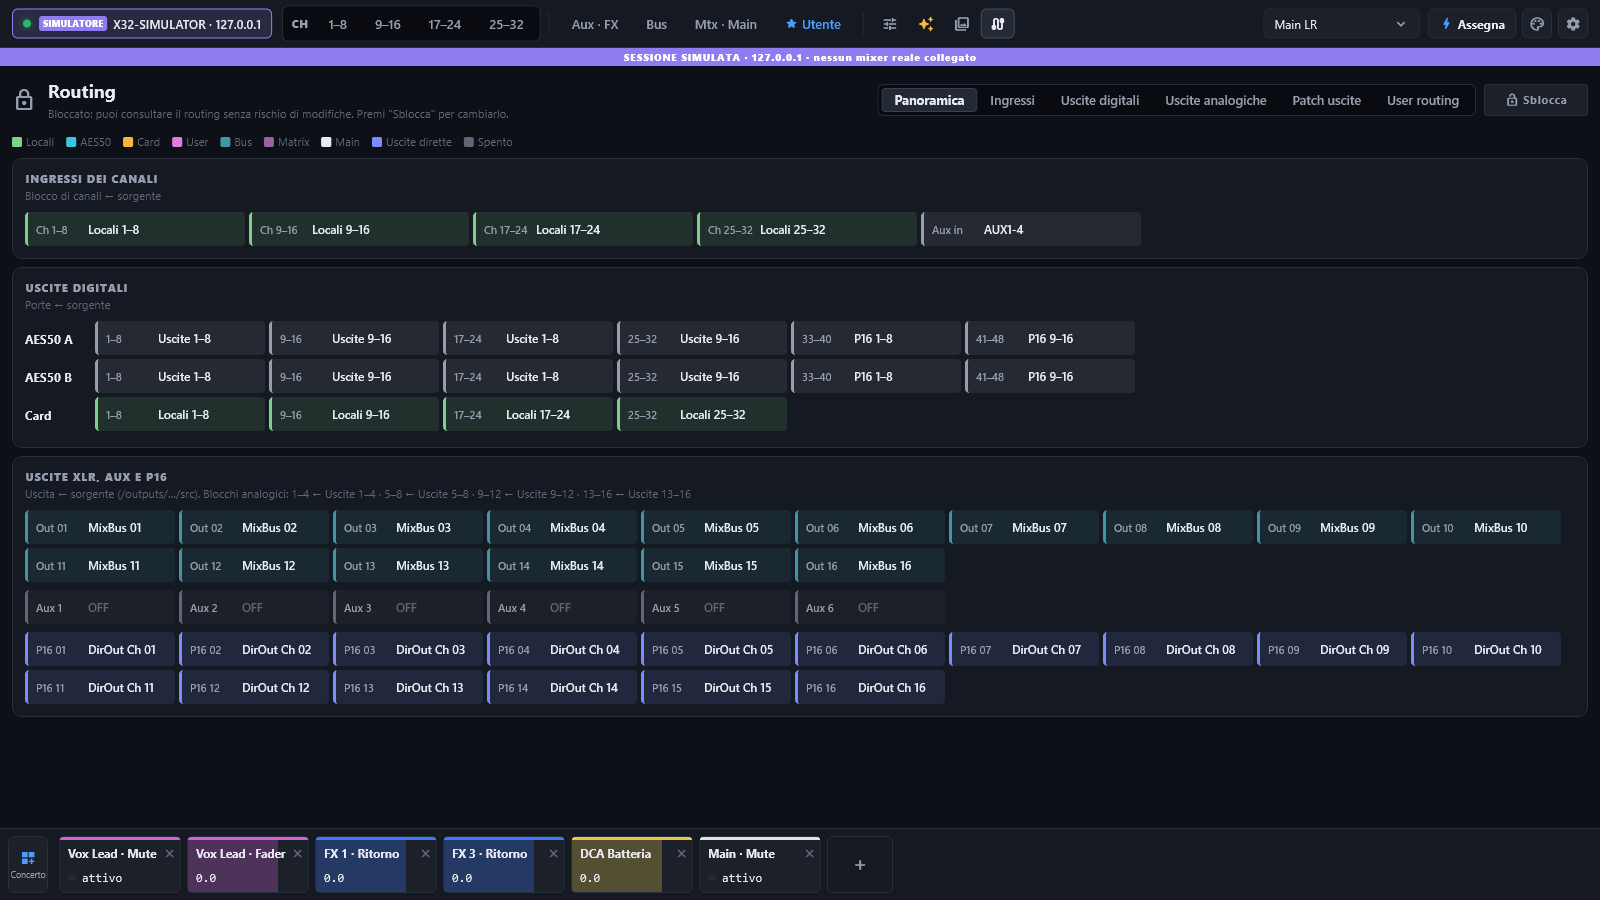 SIMULATORE X32-SIMULATOR · 127.0.0.1 CH 1–8 9–16 17–24 25–32 Aux · FX Bus Mtx · Main Utente Main LR Assegna
SESSIONE SIMULATA · 127.0.0.1 · nessun mixer reale collegato
Routing
Bloccato: puoi consultare il routing senza rischio di modifiche. Premi "Sblocca" per cambiarlo.
Panoramica Ingressi Uscite digitali Uscite analogiche Patch uscite User routing Sblocca
Locali AES50 Card User Bus Matrix Main Uscite dirette Spento
INGRESSI DEI CANALI
Blocco di canali ← sorgente
Ch 1–8 Locali 1–8 Ch 9–16 Locali 9–16 Ch 17–24 Locali 17–24 Ch 25–32 Locali 25–32 Aux in AUX1-4
USCITE DIGITALI
Porte ← sorgente
AES50 A 1–8 Uscite 1–8 9–16 Uscite 9–16 17–24 Uscite 1–8 25–32 Uscite 9–16 33–40 P16 1–8 41–48 P16 9–16
AES50 B 1–8 Uscite 1–8 9–16 Uscite 9–16 17–24 Uscite 1–8 25–32 Uscite 9–16 33–40 P16 1–8 41–48 P16 9–16
Card 1–8 Locali 1–8 9–16 Locali 9–16 17–24 Locali 17–24 25–32 Locali 25–32
USCITE XLR, AUX E P16
Uscita ← sorgente (/outputs/.../src). Blocchi analogici: 1–4 ← Uscite 1–4 · 5–8 ← Uscite 5–8 · 9–12 ← Uscite 9–12 · 13–16 ← Uscite 13–16
Out 01 MixBus 01 Out 02 MixBus 02 Out 03 MixBus 03 Out 04 MixBus 04 Out 05 MixBus 05 Out 06 MixBus 06 Out 07 MixBus 07 Out 08 MixBus 08 Out 09 MixBus 09 Out 10 MixBus 10
Out 11 MixBus 11 Out 12 MixBus 12 Out 13 MixBus 13 Out 14 MixBus 14 Out 15 MixBus 15 Out 16 MixBus 16
Aux 1 OFF Aux 2 OFF Aux 3 OFF Aux 4 OFF Aux 5 OFF Aux 6 OFF
P16 01 DirOut Ch 01 P16 02 DirOut Ch 02 P16 03 DirOut Ch 03 P16 04 DirOut Ch 04 P16 05 DirOut Ch 05 P16 06 DirOut Ch 06 P16 07 DirOut Ch 07 P16 08 DirOut Ch 08 P16 09 DirOut Ch 09 P16 10 DirOut Ch 10
P16 11 DirOut Ch 11 P16 12 DirOut Ch 12 P16 13 DirOut Ch 13 P16 14 DirOut Ch 14 P16 15 DirOut Ch 15 P16 16 DirOut Ch 16
Concerto
Vox Lead · Mute
attivo
Vox Lead · Fader
0.0
FX 1 · Ritorno
0.0
FX 3 · Ritorno
0.0
DCA Batteria
0.0
Main · Mute
attivo
+